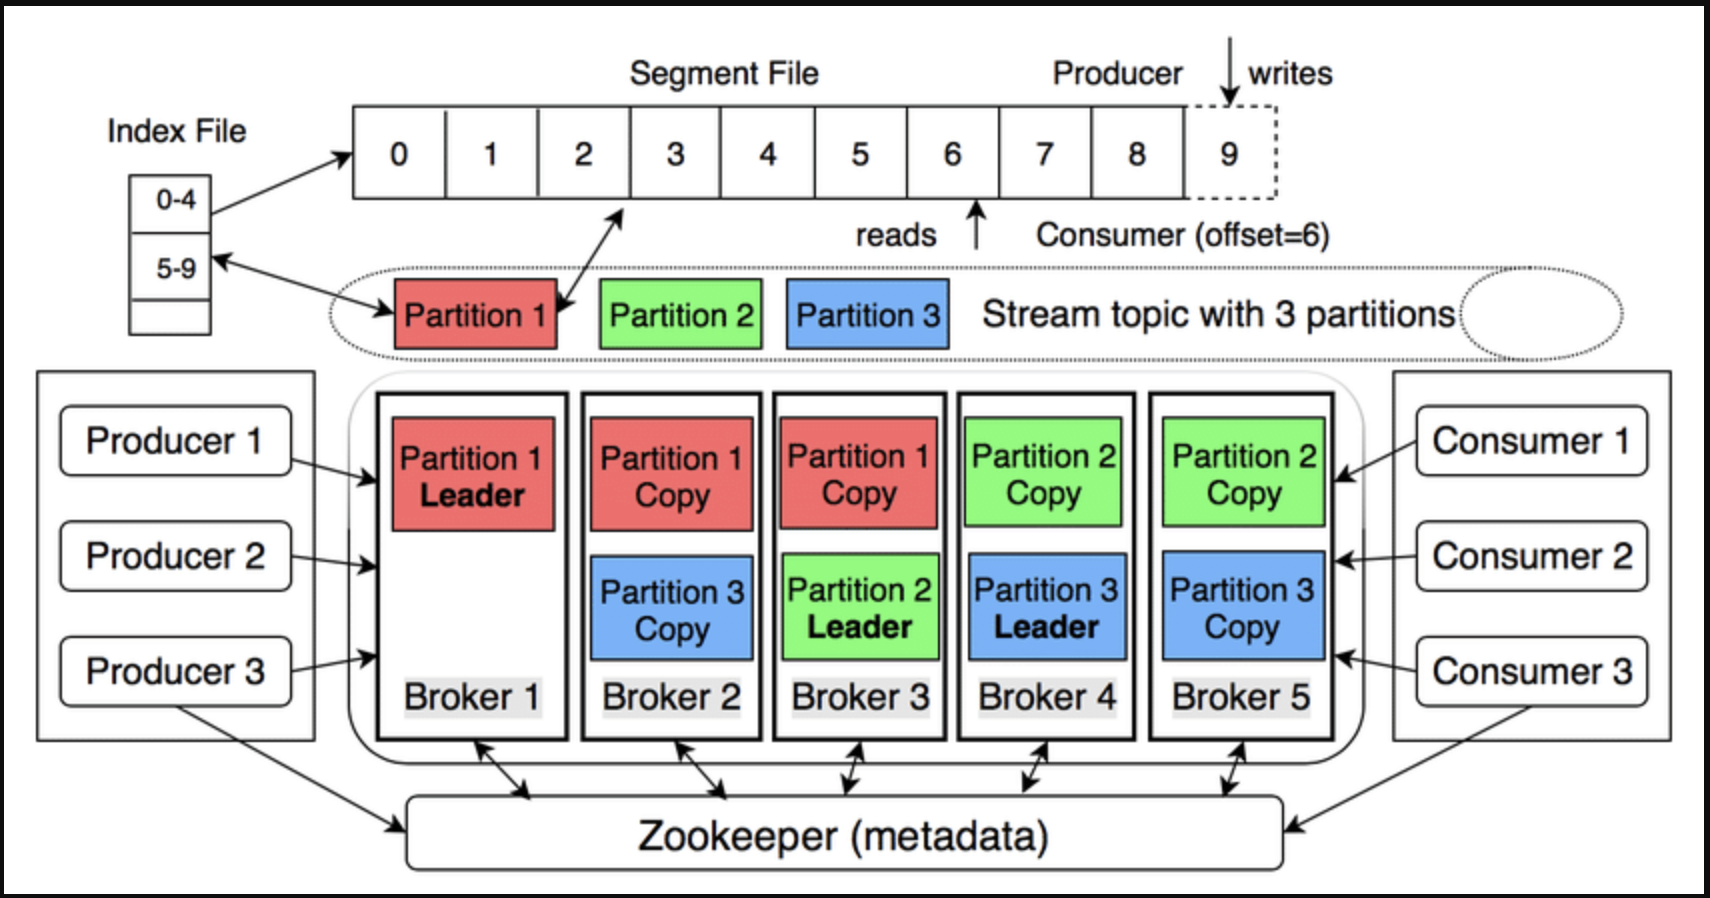 Segment File
Producer
writes
Index File
0 1 2 3 4 5 6 7 8 9
0-4
5-9
reads
Consumer (offset=6)
Partition 1
Partition 2
Partition 3
Stream topic with 3 partitions
Producer 1
Producer 2
Producer 3
Partition 1
Leader
Broker 1
Partition 1
Copy
Partition 3
Copy
Broker 2
Partition 1
Copy
Partition 2
Leader
Broker 3
Partition 2
Copy
Partition 3
Leader
Broker 4
Partition 2
Copy
Partition 3
Copy
Broker 5
Consumer 1
Consumer 2
Consumer 3
Zookeeper (metadata)